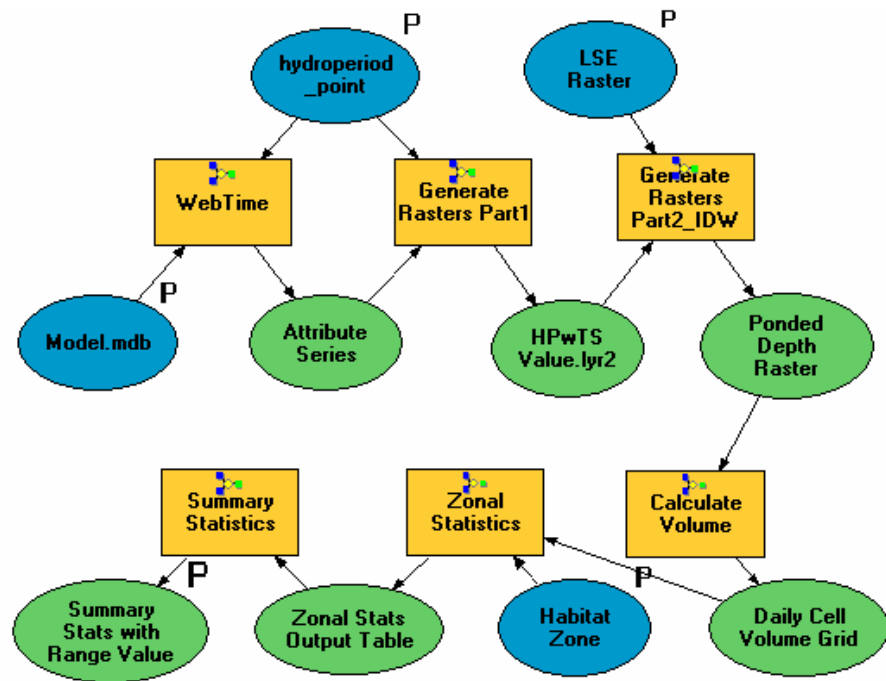 P
P
hydroperiod
_point
LSE
Raster
WebTime
Generate
Rasters Part1
Generate
Rasters
Part2_IDW
P
Model.mdb
Attribute
Series
HPwTS
Value.lyr2
Ponded
Depth
Raster
Summary
Statistics
Zonal
Statistics
Calculate
Volume
P
P
Summary
Stats with
Range Value
Zonal Stats
Output Table
Habitat
Zone
Daily Cell
Volume Grid